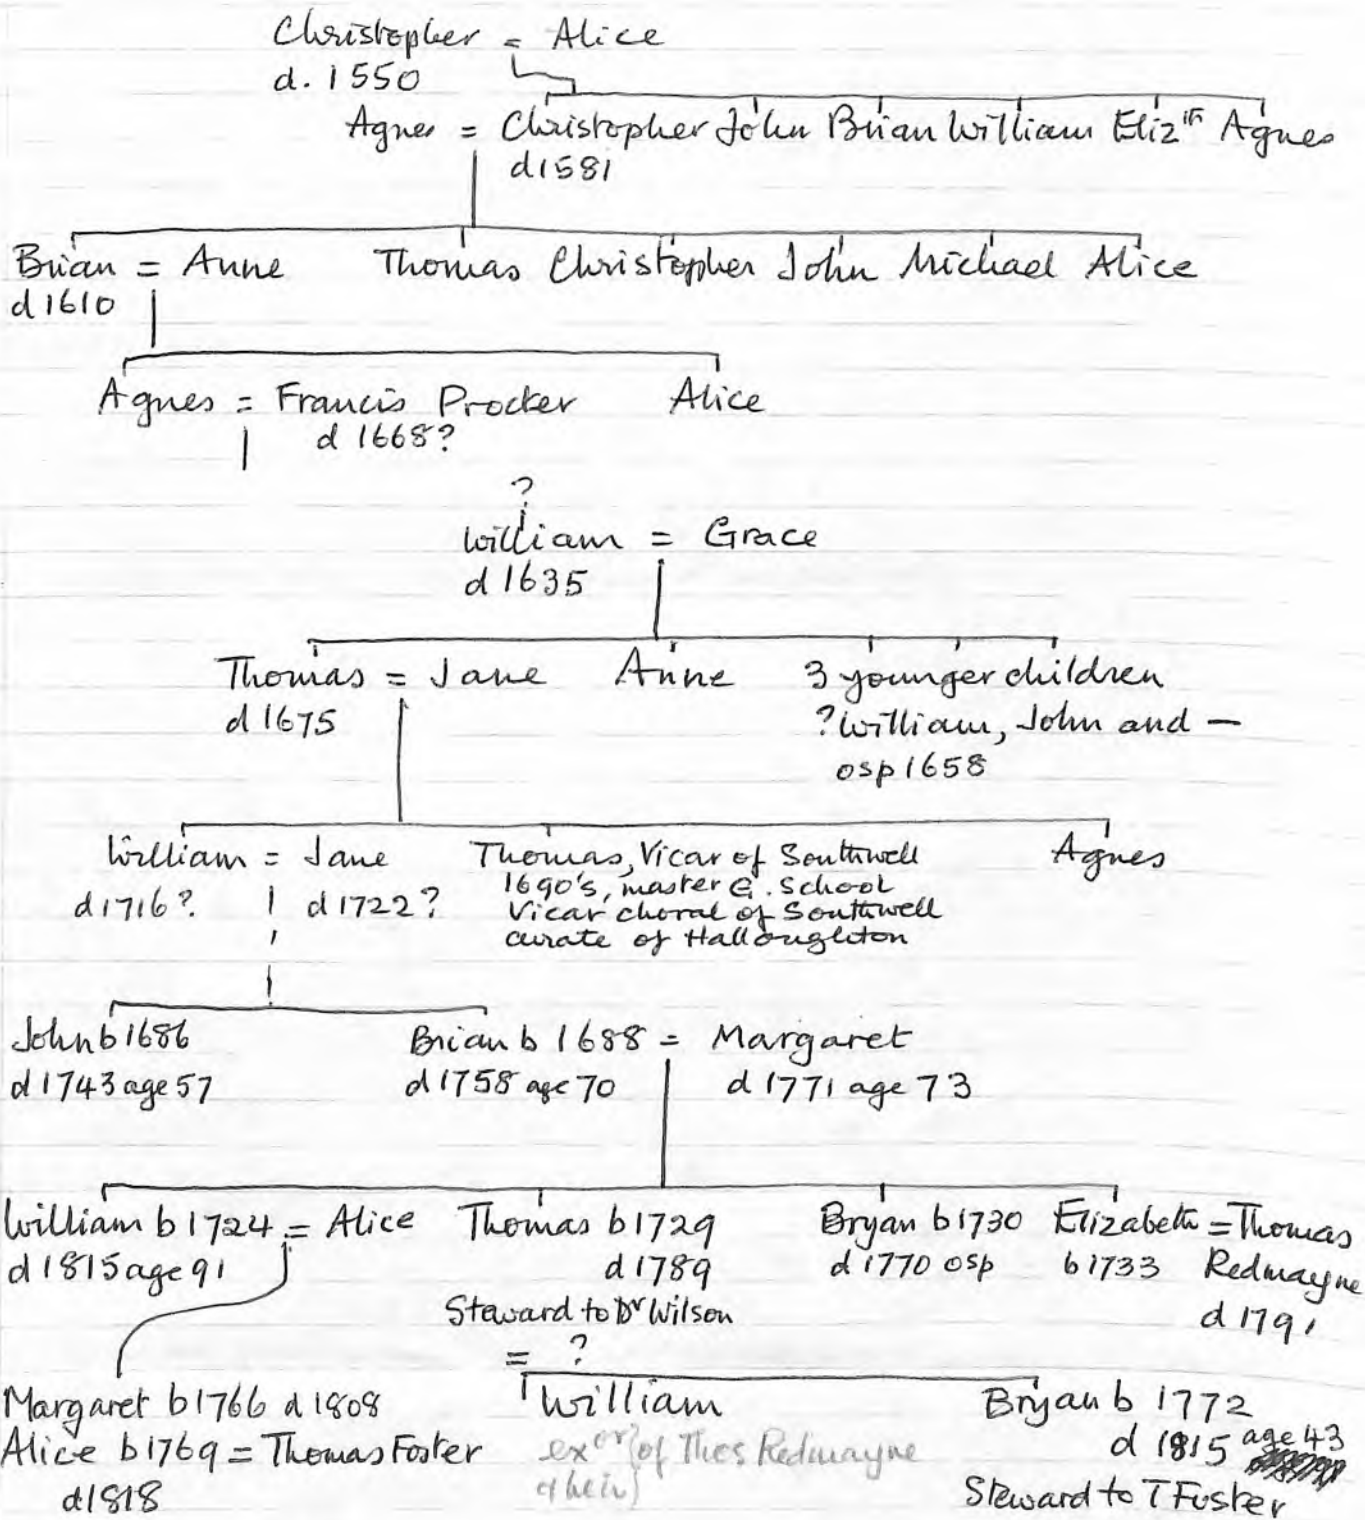 Christopher = Alice
d. 1550
Agnes = Christopher John Brian William Eliz th Agnes
d 1581
Brian = Anne Thomas Christopher John Michael Alice
d 1610
Agnes = Francis Procter Alice
d 1668?
?
William = Grace
d 1635
Thomas = Jane Anne 3 younger children
d 1675 ? William, John and —
osp 1658
William = Jane Thomas, Vicar of Southwell Agnes
1690's, master G. School
d 1716? d 1722? Vicar choral of Southwell
curate of Halloughton
John b 1686 Brian b 1688 = Margaret
d 1743 age 57 d 1758 age 70 d 1771 age 73
William b 1724 = Alice Thomas b 1729 Bryan b 1730 Elizabeth = Thomas
d 1815 age 91 d 1789 d 1770 osp b 1733 Redmayne
Steward to Dr Wilson d 1791
= ?
Margaret b 1766 d 1808 William Bryan b 1772
Alice b 1769 = Thomas Foster exor of Thos Redmayne d 1815 age 43
d 1818 & heir Steward to T Foster